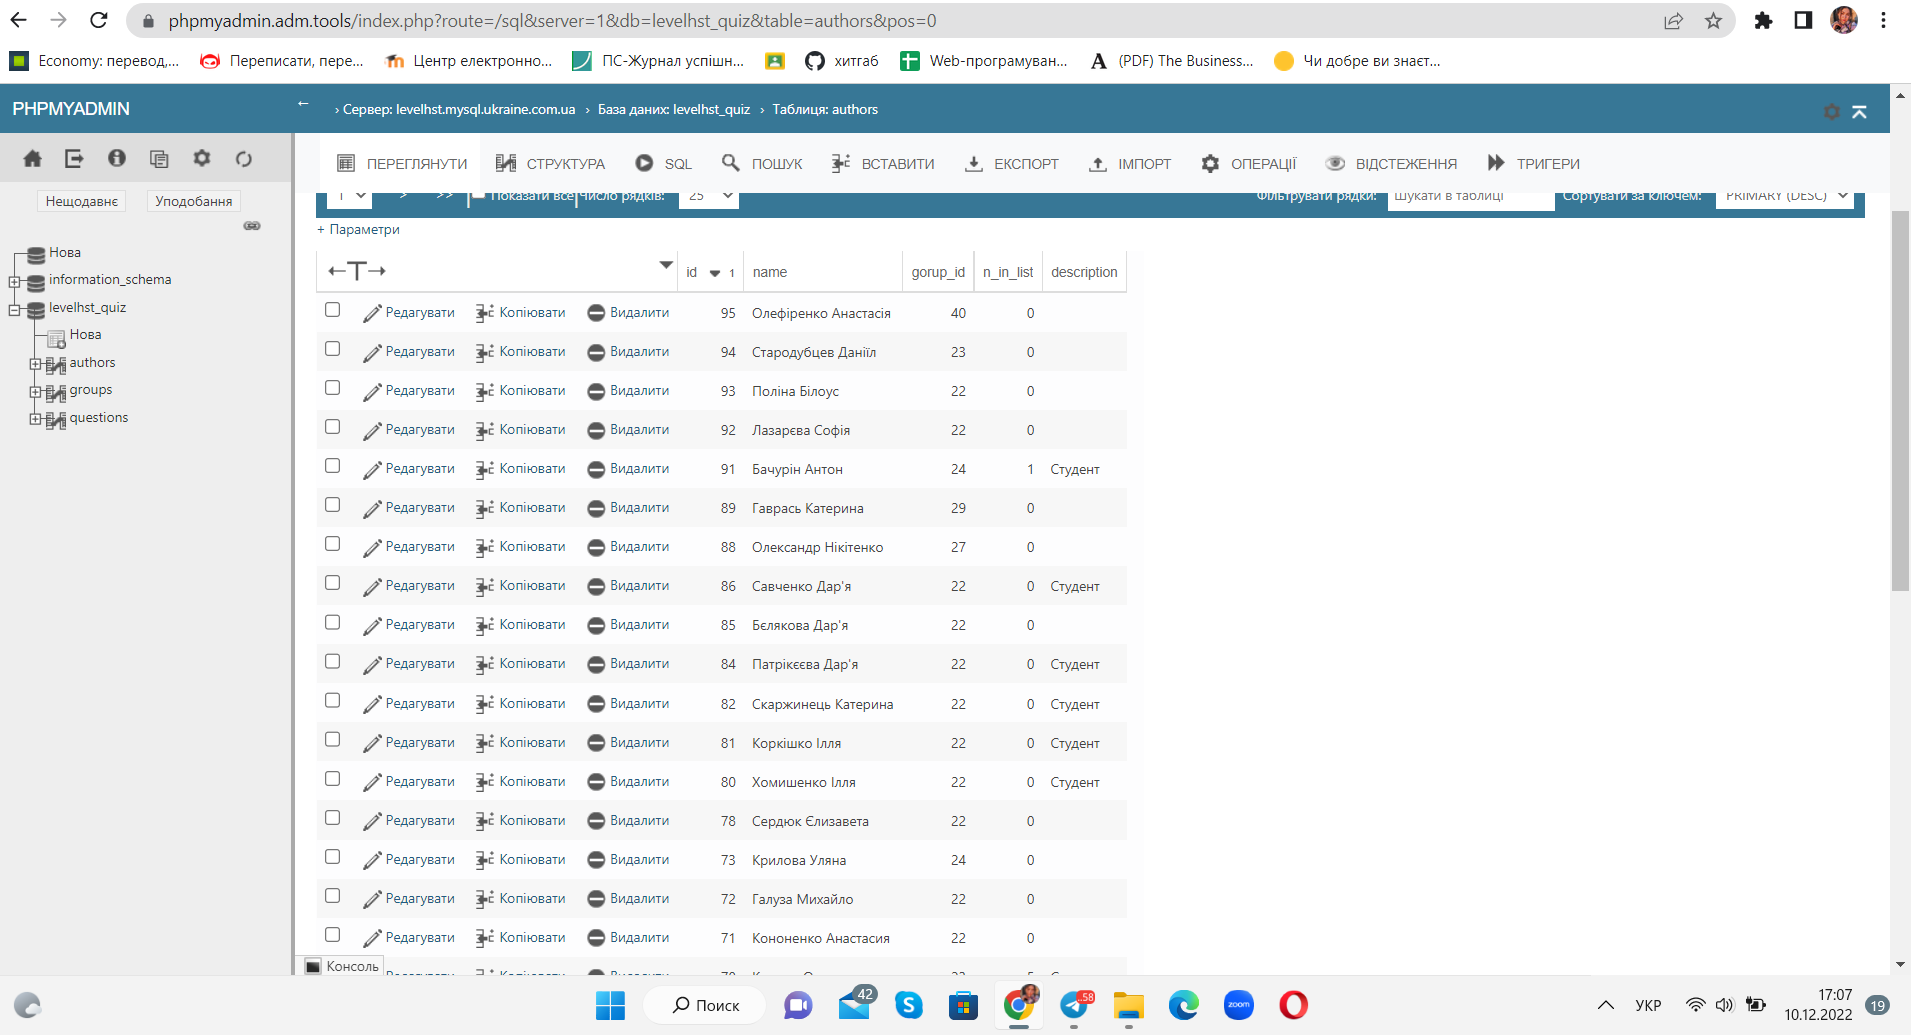 phpmyadmin.adm.tools/index.php?route=/sql&server=1&db=levelhst_quiz&table=authors&pos=0
Economy: перевод,... Переписати, пере... Центр електронно... ПС-Журнал успішн... хитгаб Web-програмуван... (PDF) The Business... Чи добре ви знаєт...
PHPMYADMIN
← › Сервер: levelhst.mysql.ukraine.com.ua › База даних: levelhst_quiz › Таблиця: authors
ПЕРЕГЛЯНУТИ СТРУКТУРА SQL ПОШУК ВСТАВИТИ ЕКСПОРТ ІМПОРТ ОПЕРАЦІЇ ВІДСТЕЖЕННЯ ТРИГЕРИ
Нещодавнє Уподобання
Нова
information_schema
levelhst_quiz
Нова
authors
groups
questions
1 > >> Показати все Число рядків: 25 Фільтрувати рядки: Шукати в таблиці Сортувати за ключем: PRIMARY (DESC)
+ Параметри
←T→ id 1 name gorup_id n_in_list description
Редагувати Копіювати Видалити 95 Олефіренко Анастасія 40 0
Редагувати Копіювати Видалити 94 Стародубцев Данііл 23 0
Редагувати Копіювати Видалити 93 Поліна Білоус 22 0
Редагувати Копіювати Видалити 92 Лазарєва Софія 22 0
Редагувати Копіювати Видалити 91 Бачурін Антон 24 1 Студент
Редагувати Копіювати Видалити 89 Гаврась Катерина 29 0
Редагувати Копіювати Видалити 88 Олександр Нікітенко 27 0
Редагувати Копіювати Видалити 86 Савченко Дар'я 22 0 Студент
Редагувати Копіювати Видалити 85 Бєлякова Дар'я 22 0
Редагувати Копіювати Видалити 84 Патрікєєва Дар'я 22 0 Студент
Редагувати Копіювати Видалити 82 Скаржинець Катерина 22 0 Студент
Редагувати Копіювати Видалити 81 Коркішко Ілля 22 0 Студент
Редагувати Копіювати Видалити 80 Хомишенко Ілля 22 0 Студент
Редагувати Копіювати Видалити 78 Сердюк Єлизавета 22 0
Редагувати Копіювати Видалити 73 Крилова Уляна 24 0
Редагувати Копіювати Видалити 72 Галуза Михайло 22 0
Редагувати Копіювати Видалити 71 Кононенко Анастасия 22 0
Консоль
Поиск 42 ..58 zoom УКР 17:07
10.12.2022 19